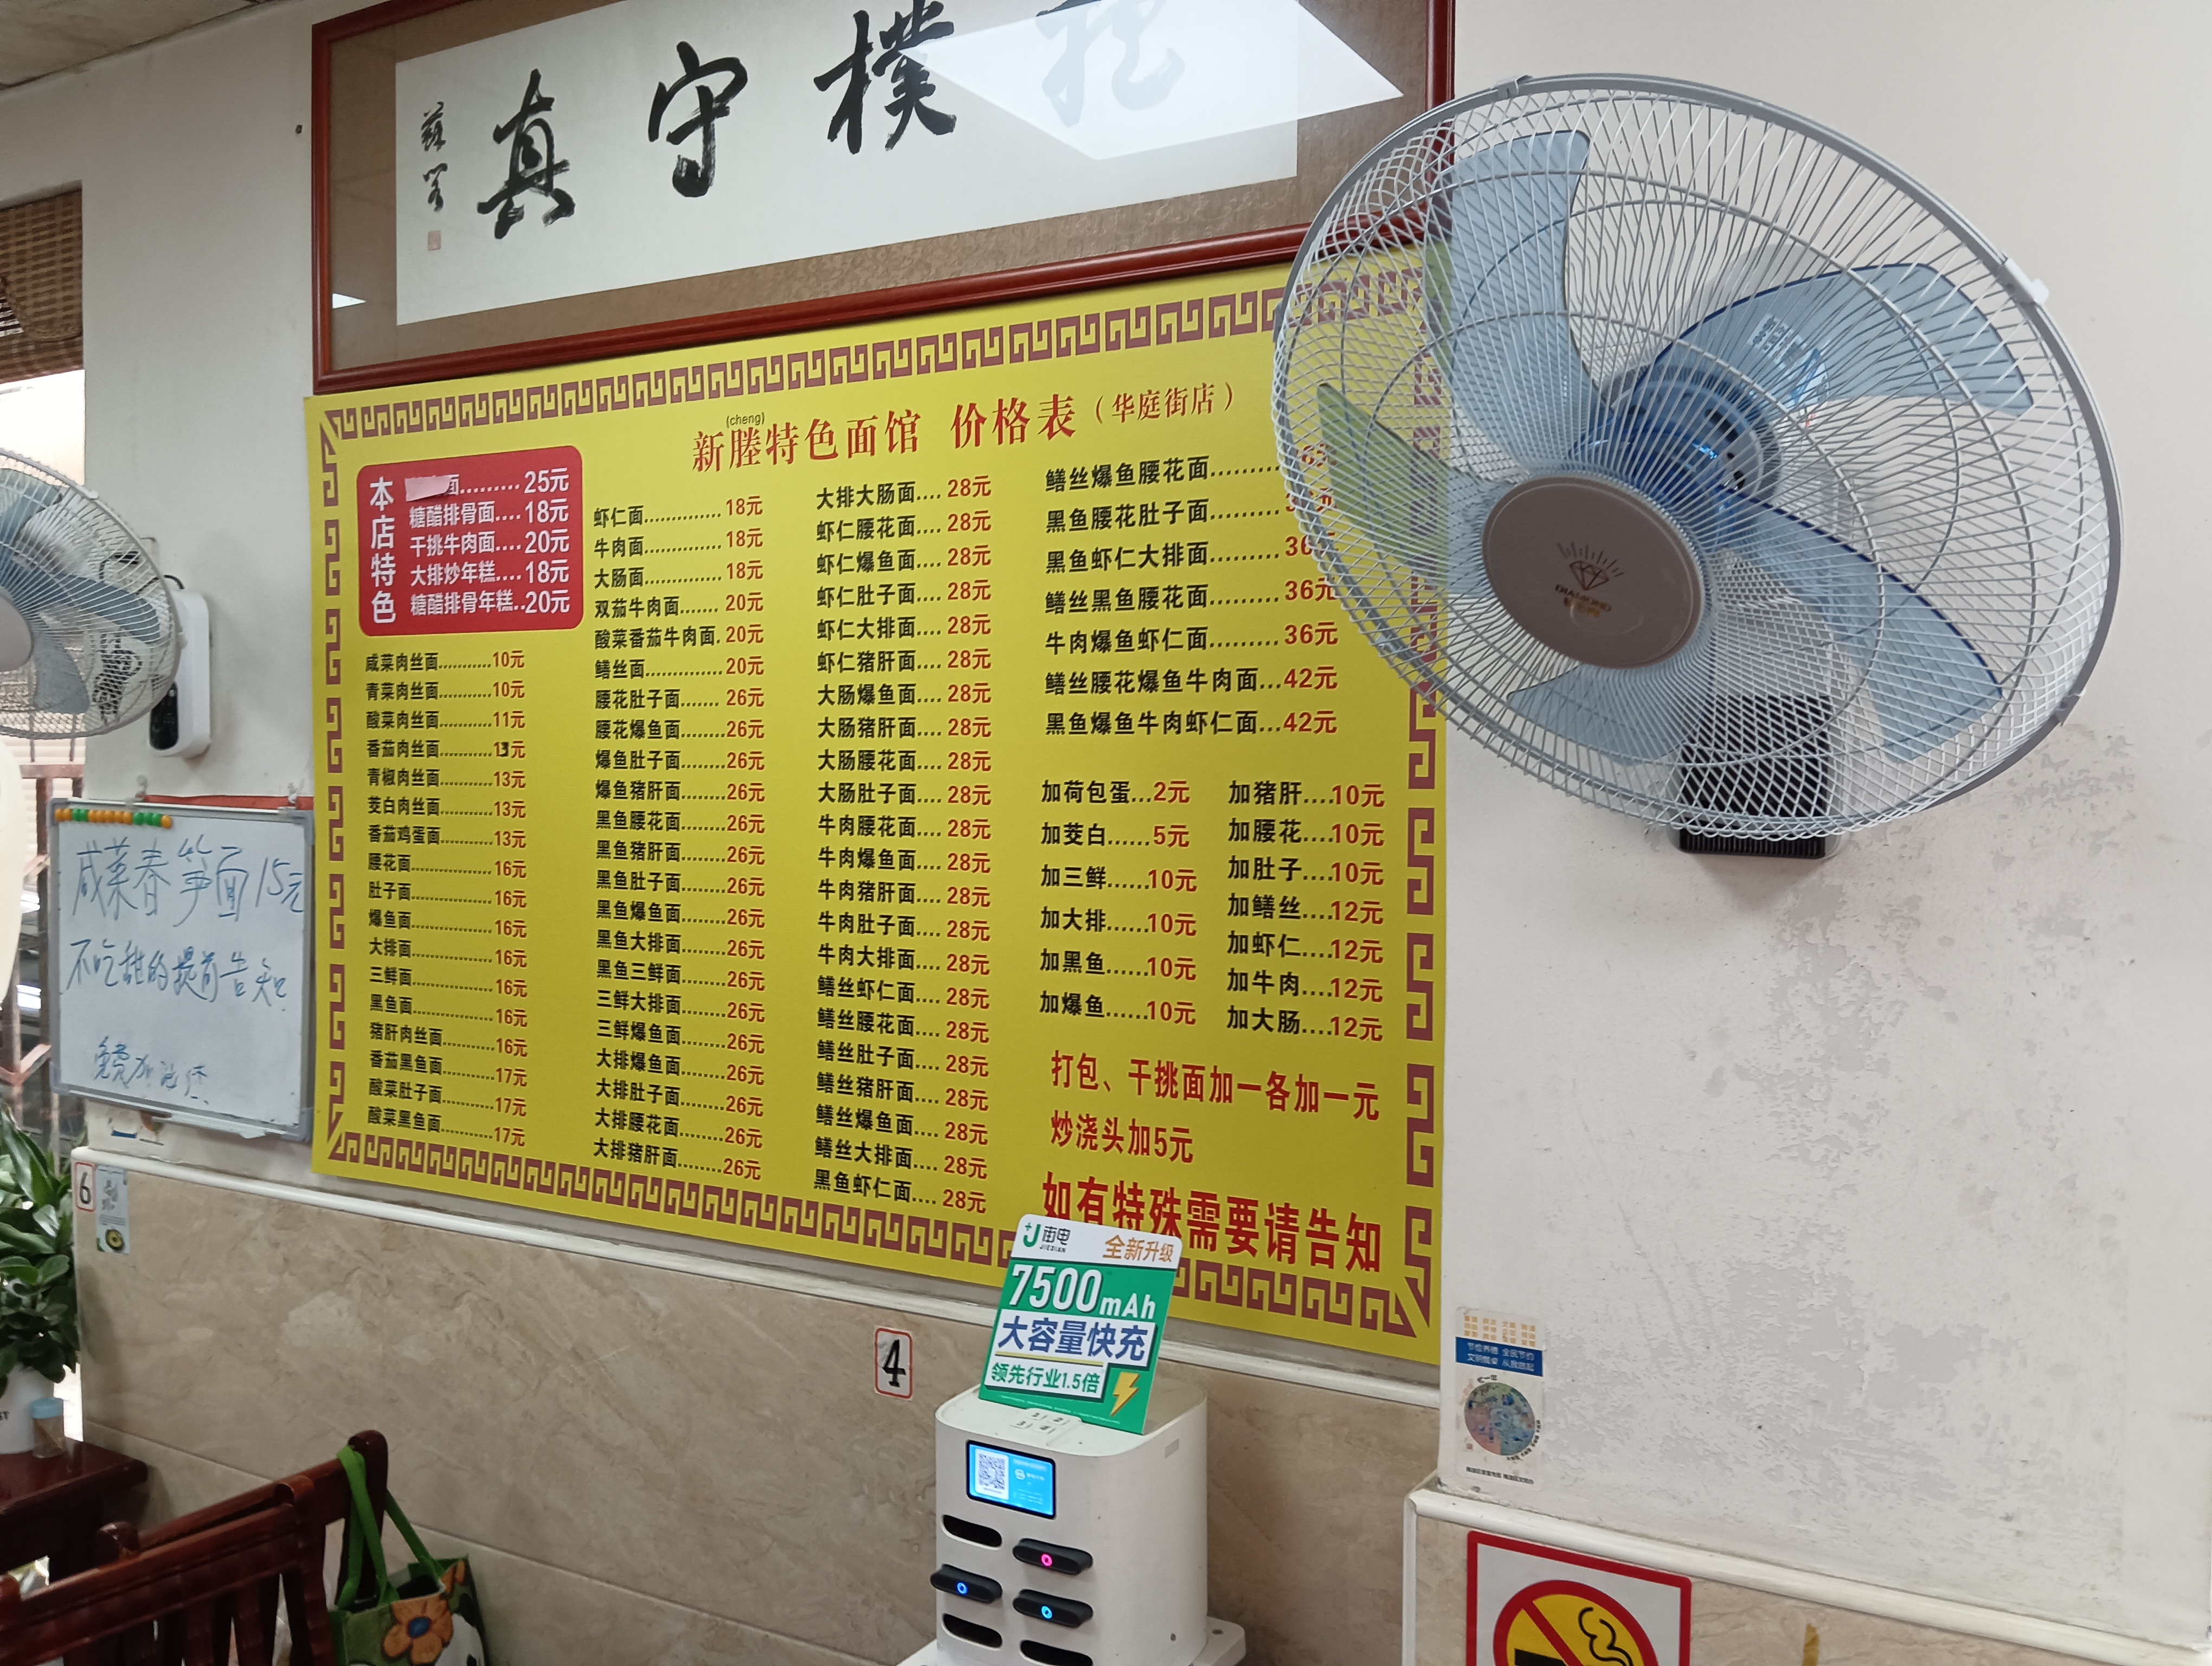 真守樸
(cheng)
新塍特色面馆 价格表（华庭街店）
本店特色
面.........25元
糖醋排骨面....18元
干挑牛肉面....20元
大排炒年糕....18元
糖醋排骨年糕..20元
咸菜肉丝面...........10元
青菜肉丝面...........10元
酸菜肉丝面...........11元
番茄肉丝面...........13元
青椒肉丝面...........13元
茭白肉丝面...........13元
番茄鸡蛋面...........13元
腰花面.................16元
肚子面.................16元
爆鱼面.................16元
大排面.................16元
三鲜面.................16元
黑鱼面.................16元
猪肝肉丝面...........16元
番茄黑鱼面...........17元
酸菜肚子面...........17元
酸菜黑鱼面...........17元
虾仁面..............18元
牛肉面..............18元
大肠面..............18元
双茄牛肉面.......20元
酸菜番茄牛肉面.20元
鳝丝面..............20元
腰花肚子面.......26元
腰花爆鱼面.......26元
爆鱼肚子面.......26元
爆鱼猪肝面.......26元
黑鱼腰花面.......26元
黑鱼猪肝面.......26元
黑鱼肚子面.......26元
黑鱼爆鱼面.......26元
黑鱼大排面.......26元
黑鱼三鲜面.......26元
三鲜大排面.......26元
三鲜爆鱼面.......26元
大排爆鱼面.......26元
大排肚子面.......26元
大排腰花面.......26元
大排猪肝面.......26元
大排大肠面....28元
虾仁腰花面....28元
虾仁爆鱼面....28元
虾仁肚子面....28元
虾仁大排面....28元
虾仁猪肝面....28元
大肠爆鱼面....28元
大肠猪肝面....28元
大肠腰花面....28元
大肠肚子面....28元
牛肉腰花面....28元
牛肉爆鱼面....28元
牛肉猪肝面....28元
牛肉肚子面....28元
牛肉大排面....28元
鳝丝虾仁面....28元
鳝丝腰花面....28元
鳝丝肚子面....28元
鳝丝猪肝面....28元
鳝丝爆鱼面....28元
鳝丝大排面....28元
黑鱼虾仁面....28元
鳝丝爆鱼腰花面.........
黑鱼腰花肚子面.........
黑鱼虾仁大排面.........36元
鳝丝黑鱼腰花面.........36元
牛肉爆鱼虾仁面.........36元
鳝丝腰花爆鱼牛肉面...42元
黑鱼爆鱼牛肉虾仁面...42元
加荷包蛋...2元
加茭白......5元
加三鲜......10元
加大排......10元
加黑鱼......10元
加爆鱼......10元
加猪肝....10元
加腰花....10元
加肚子....10元
加鳝丝....12元
加虾仁....12元
加牛肉....12元
加大肠....12元
打包、干挑面加一各加一元
炒浇头加5元
如有特殊需要请告知
咸菜春笋面15元
不吃甜的提前告知
免费加
6
4
街电
JIEDIAN
全新升级
7500mAh
大容量快充
领先行业1.5倍
DIAMOND